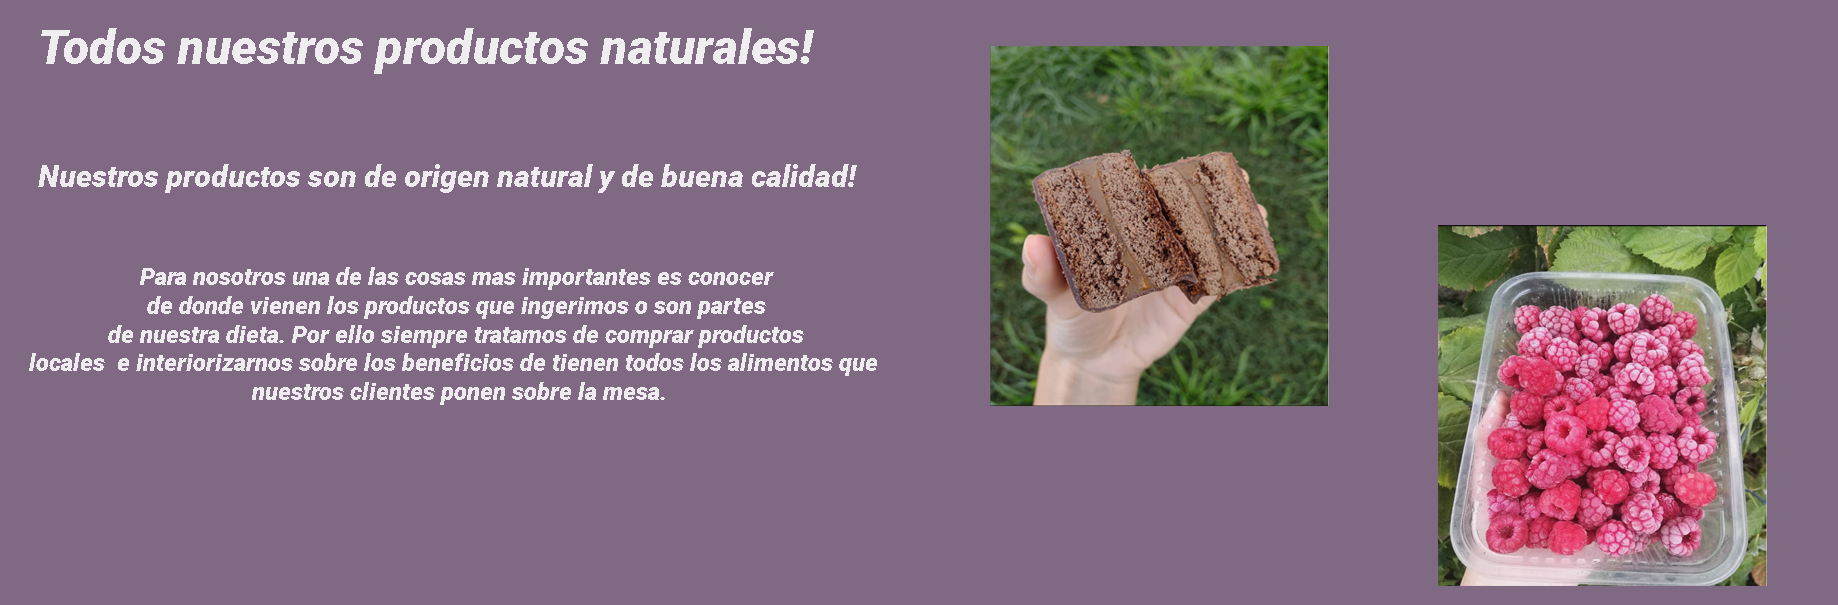 Todos nuestros productos naturales!
Nuestros productos son de origen natural y de buena calidad!
Para nosotros una de las cosas mas importantes es conocer
de donde vienen los productos que ingerimos o son partes
de nuestra dieta. Por ello siempre tratamos de comprar productos
locales  e interiorizarnos sobre los beneficios de tienen todos los alimentos que
nuestros clientes ponen sobre la mesa.